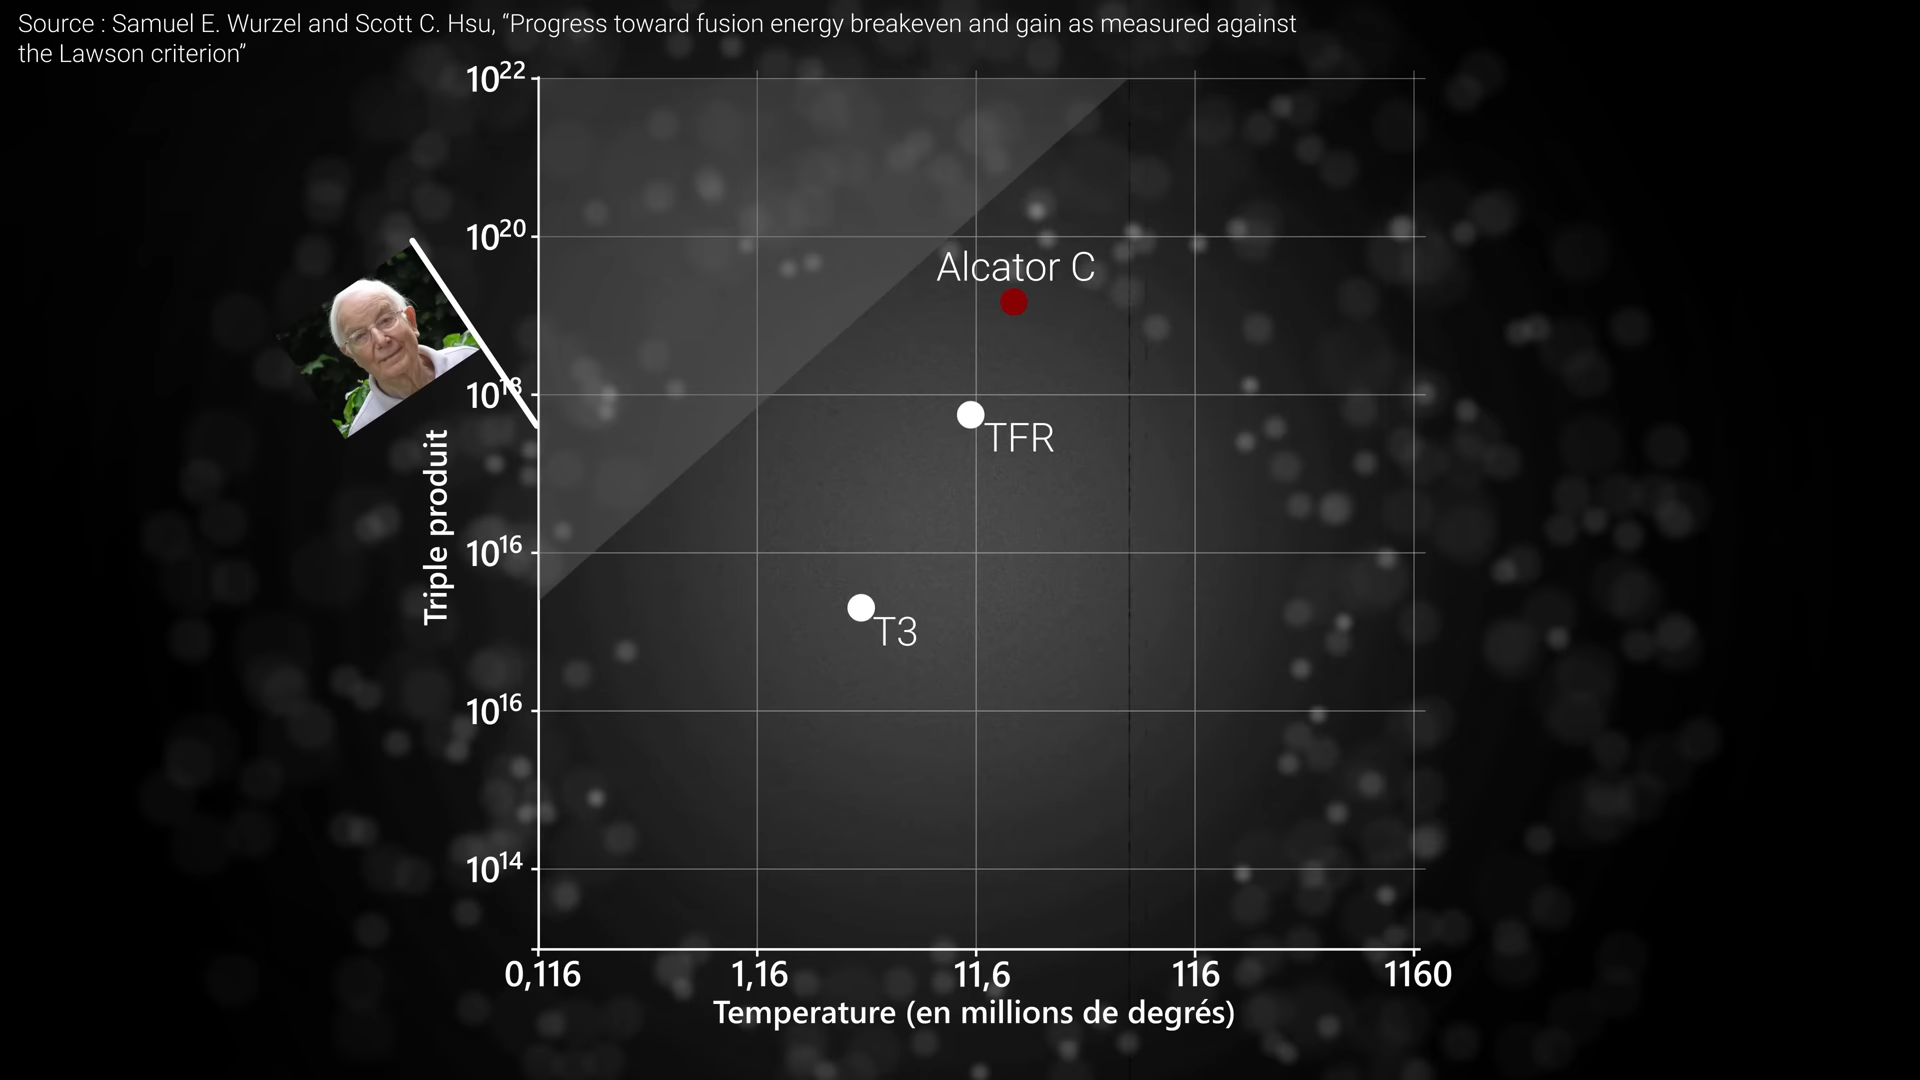 Source : Samuel E. Wurzel and Scott C. Hsu, “Progress toward fusion energy breakeven and gain as measured against
the Lawson criterion”
10²²
10²⁰
Alcator C
10¹⁸
TFR
Triple produit
10¹⁶
T3
10¹⁶
10¹⁴
0,116 1,16 11,6 116 1160
Temperature (en millions de degrés)